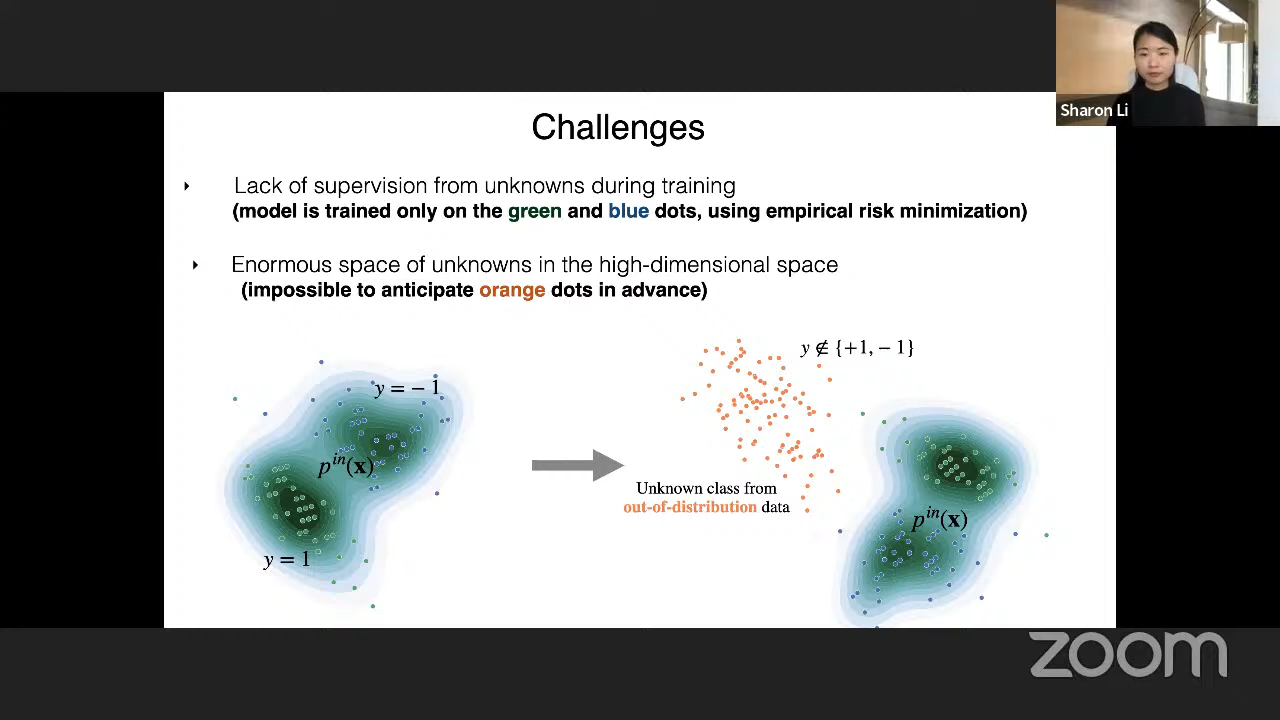 Sharon Li
Challenges
Lack of supervision from unknowns during training
(model is trained only on the green and blue dots, using empirical risk minimization)
Enormous space of unknowns in the high-dimensional space
(impossible to anticipate orange dots in advance)
y ∉ {+1, − 1}
y = − 1
p^{in}(x)
y = 1
Unknown class from
out-of-distribution data
p^{in}(x)
zoom